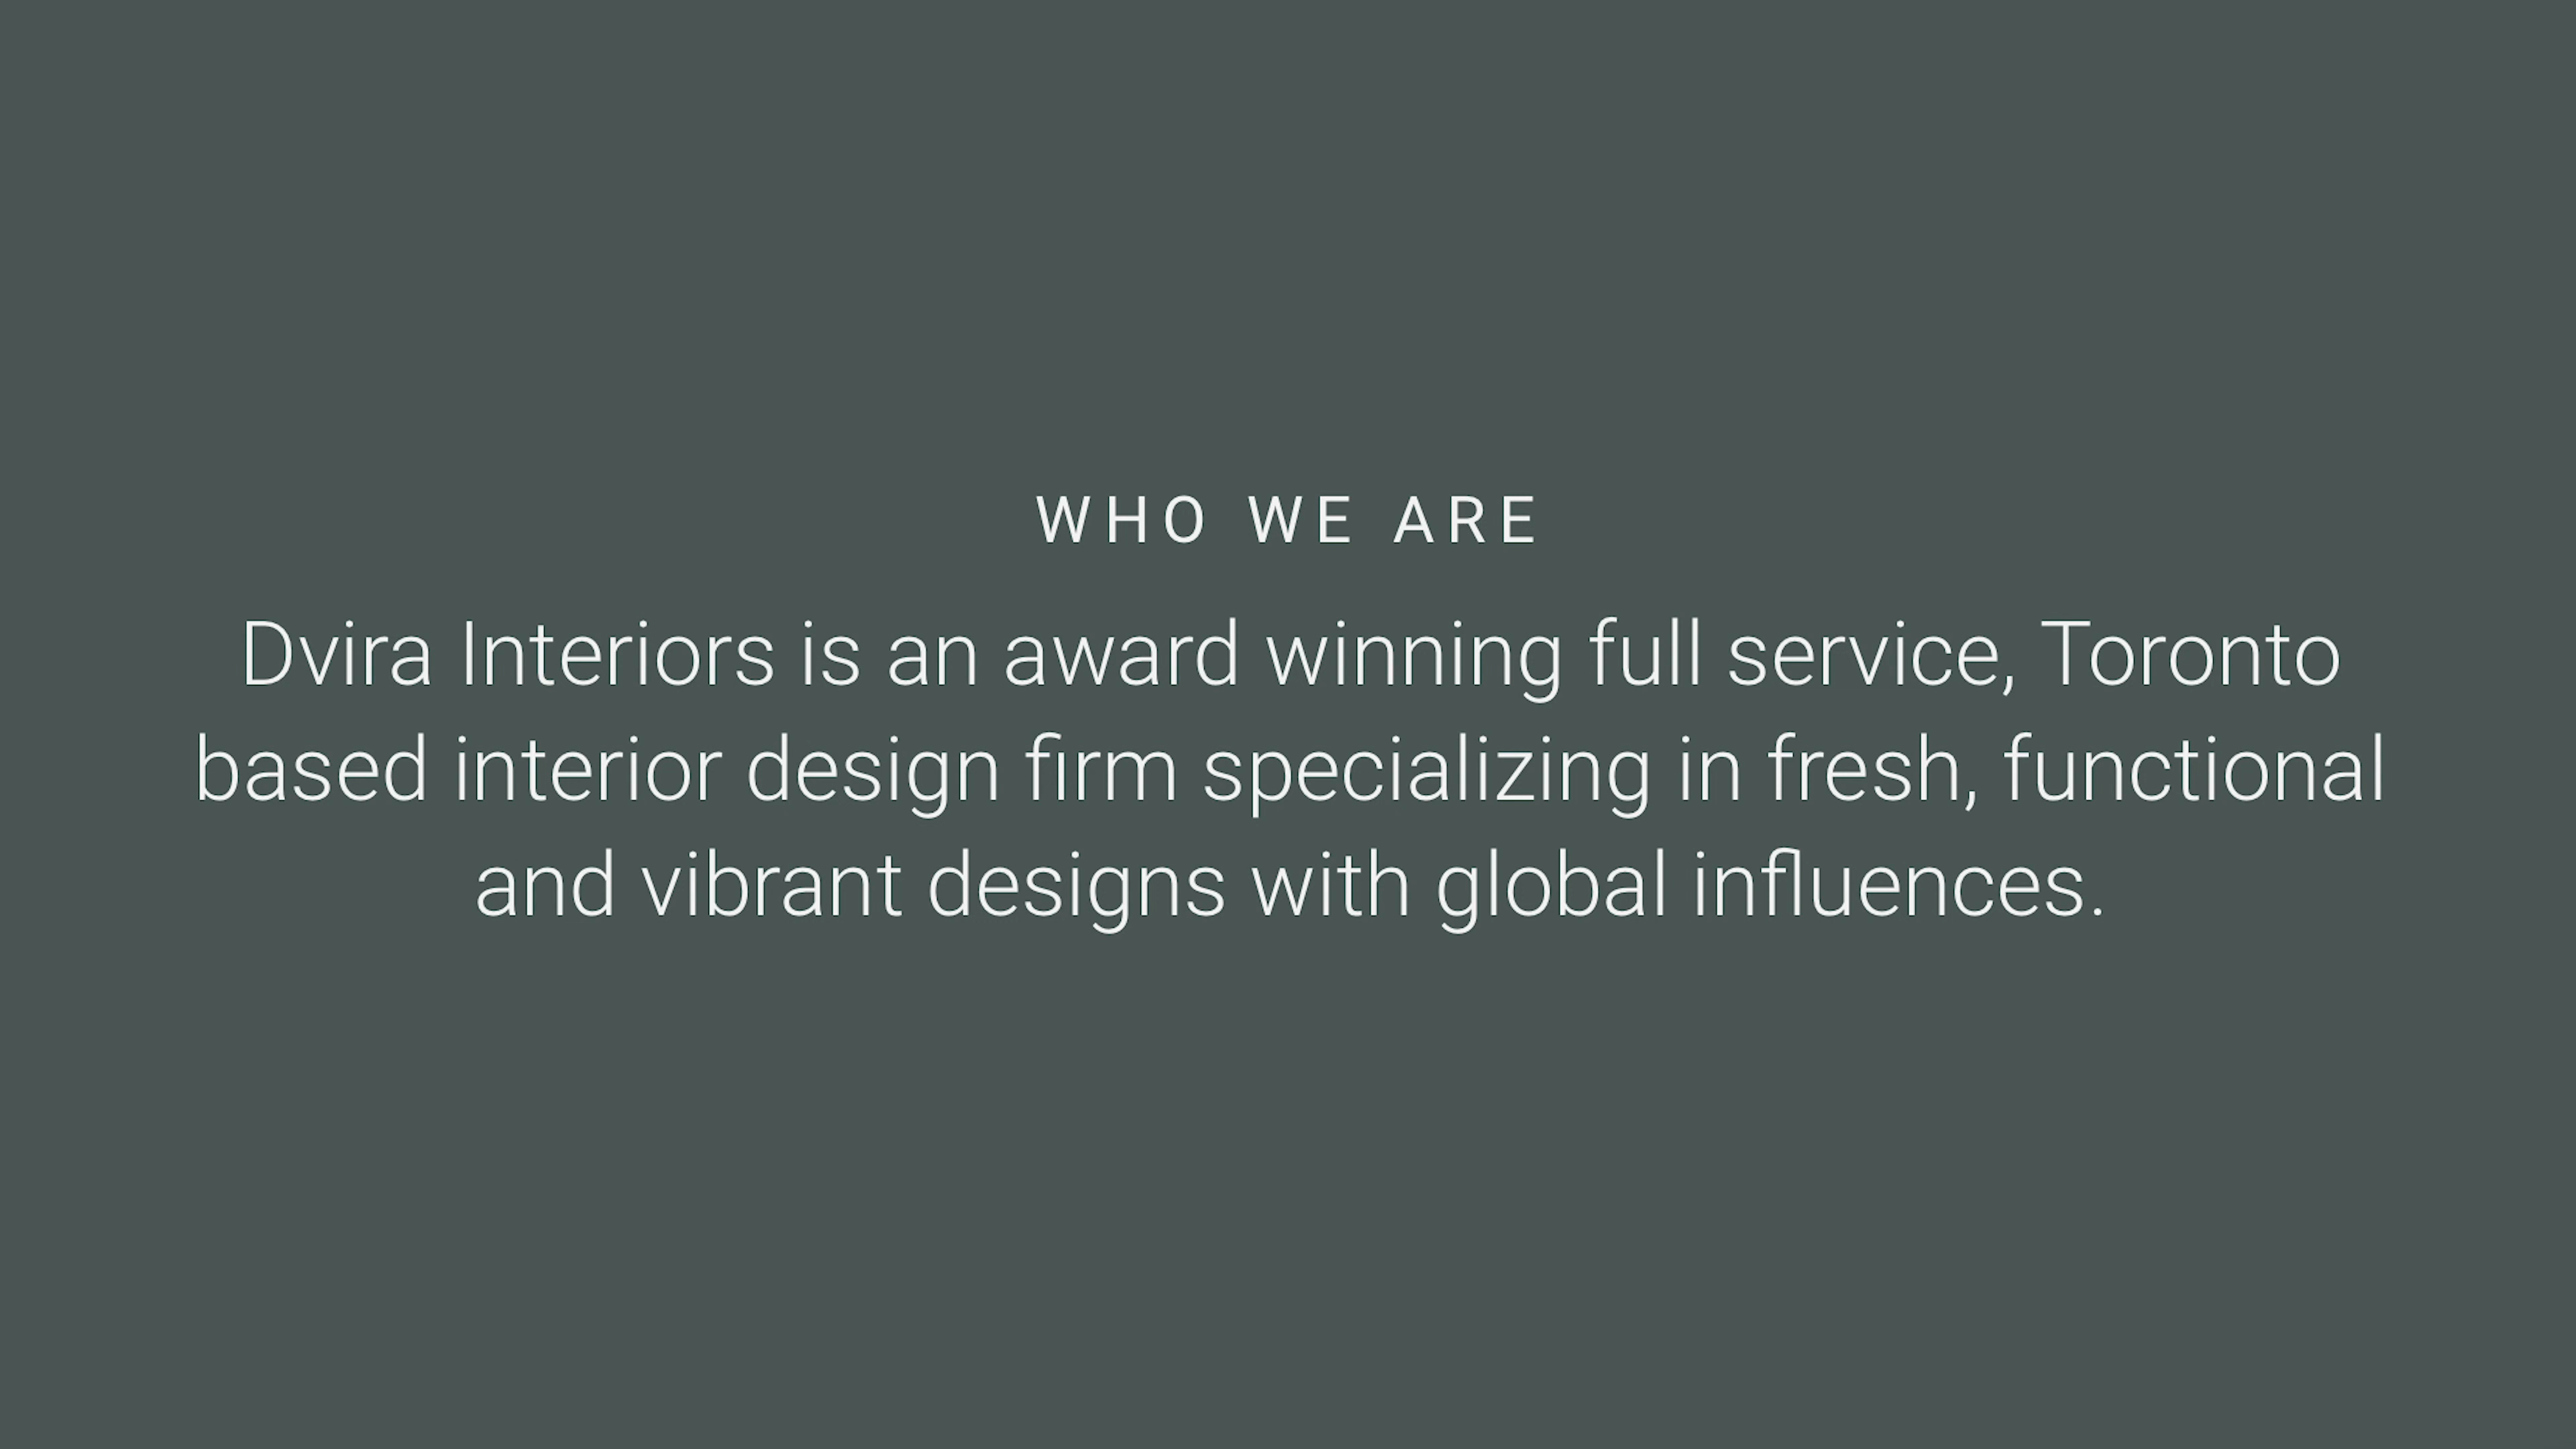 WHO WE ARE
Dvira Interiors is an award winning full service, Toronto
based interior design firm specializing in fresh, functional
and vibrant designs with global influences.